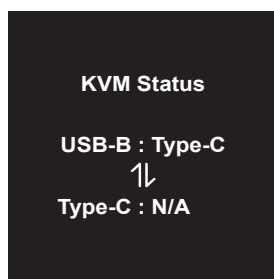 KVM Status
USB-B : Type-C
⥮
Type-C : N/A